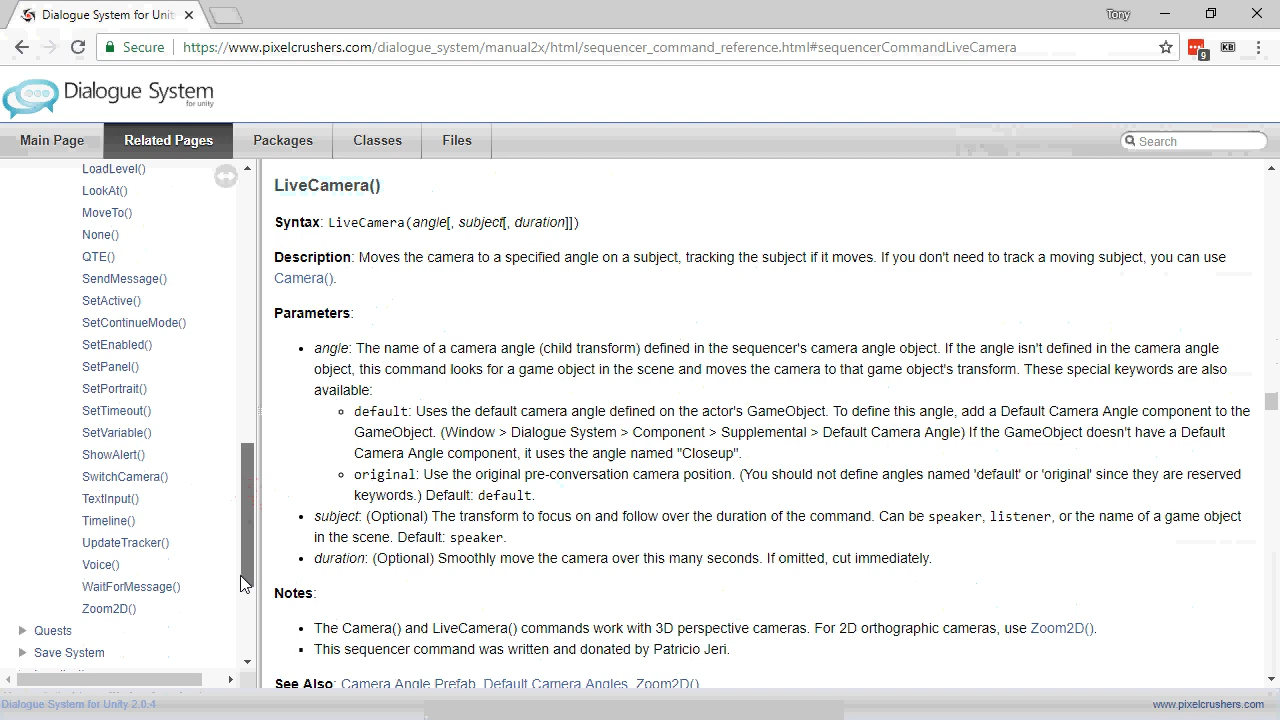 Dialogue System for Unit
Tony
Secure
https://www.pixelcrushers.com/dialogue_system/manual2x/html/sequencer_command_reference.html#sequencerCommandLiveCamera
9
KB
Dialogue System
for unity
Main Page
Related Pages
Packages
Classes
Files
Search
LoadLevel()
LookAt()
MoveTo()
None()
QTE()
SendMessage()
SetActive()
SetContinueMode()
SetEnabled()
SetPanel()
SetPortrait()
SetTimeout()
SetVariable()
ShowAlert()
SwitchCamera()
TextInput()
Timeline()
UpdateTracker()
Voice()
WaitForMessage()
Zoom2D()
Quests
Save System
LiveCamera()
Syntax: LiveCamera(angle[, subject[, duration]])
Description: Moves the camera to a specified angle on a subject, tracking the subject if it moves. If you don't need to track a moving subject, you can use
Camera().
Parameters:
• angle: The name of a camera angle (child transform) defined in the sequencer's camera angle object. If the angle isn't defined in the camera angle
object, this command looks for a game object in the scene and moves the camera to that game object's transform. These special keywords are also
available:
default: Uses the default camera angle defined on the actor's GameObject. To define this angle, add a Default Camera Angle component to the
GameObject. (Window > Dialogue System > Component > Supplemental > Default Camera Angle) If the GameObject doesn't have a Default
Camera Angle component, it uses the angle named "Closeup".
original: Use the original pre-conversation camera position. (You should not define angles named 'default' or 'original' since they are reserved
keywords.) Default: default.
• subject: (Optional) The transform to focus on and follow over the duration of the command. Can be speaker, listener, or the name of a game object
in the scene. Default: speaker.
• duration: (Optional) Smoothly move the camera over this many seconds. If omitted, cut immediately.
Notes:
• The Camera() and LiveCamera() commands work with 3D perspective cameras. For 2D orthographic cameras, use Zoom2D().
• This sequencer command was written and donated by Patricio Jeri.
See Also: Camera Angle Prefab, Default Camera Angles, Zoom2D()
Dialogue System for Unity 2.0.4
www.pixelcrushers.com